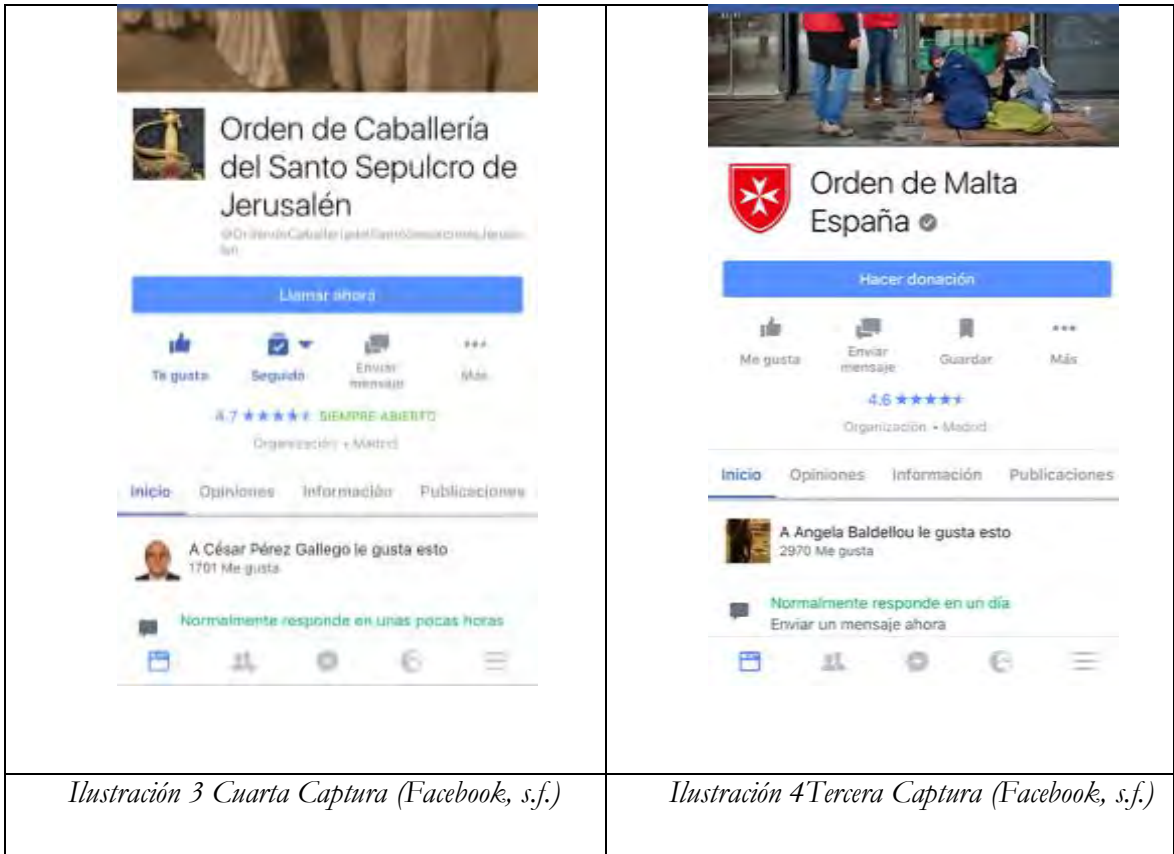 Orden de Caballería
del Santo Sepulcro de
Jerusalén
Llamar ahora
Te gusta
Seguido
Enviar
mensaje
Más
4.7 SIEMPRE ABIERTO
Organización • Madrid
Inicio Opiniones Información Publicaciones
A César Pérez Gallego le gusta esto
1701 Me gusta
Normalmente responde en unas pocas horas
Ilustración 3 Cuarta Captura (Facebook, s.f.)
Orden de Malta
España
Hacer donación
Me gusta
Enviar
mensaje
Guardar
Más
4.6
Organización • Madrid
Inicio Opiniones Información Publicaciones
A Angela Baldellou le gusta esto
2970 Me gusta
Normalmente responde en un día
Enviar un mensaje ahora
Ilustración 4Tercera Captura (Facebook, s.f.)